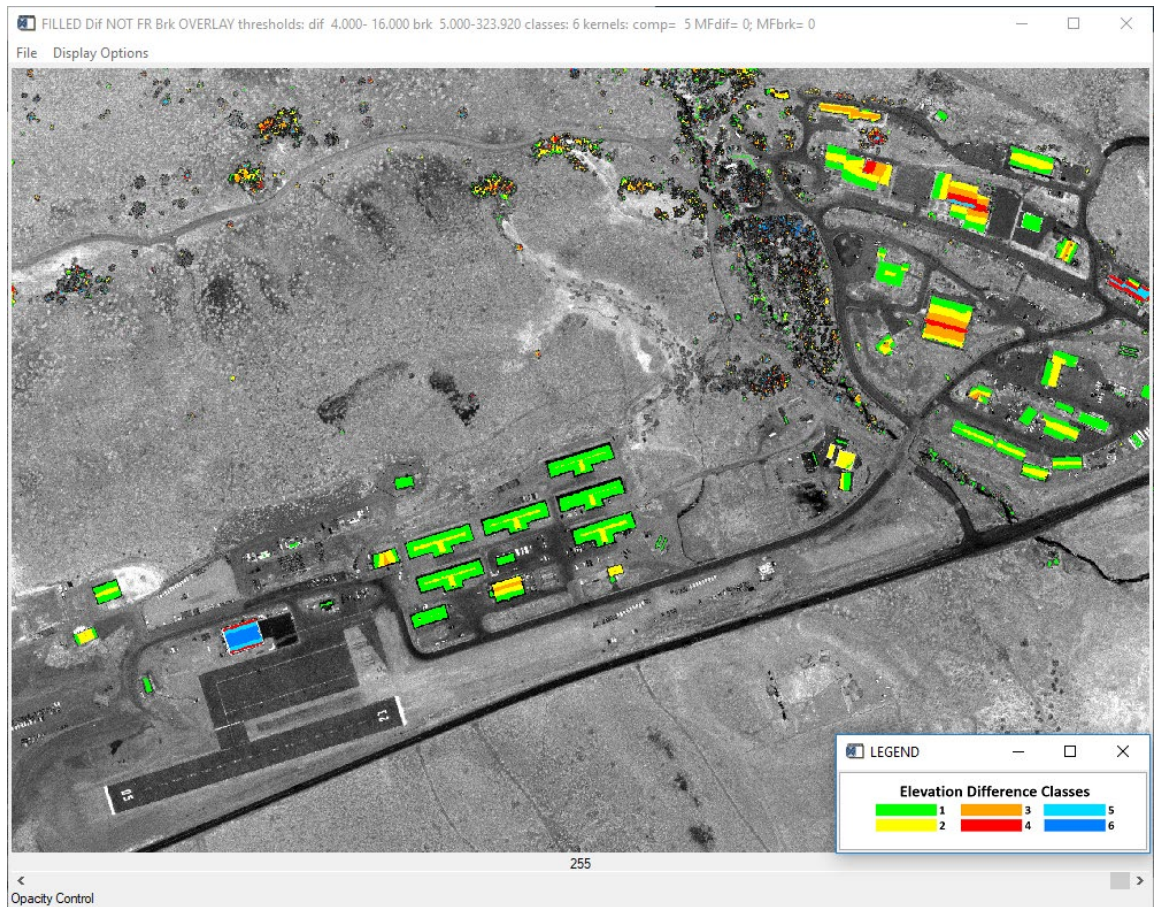 FILLED Dif NOT FR Brk OVERLAY thresholds: dif 4.000- 16.000 brk 5.000-323.920 classes: 6 kernels: comp= 5 MFdif= 0; MFbrk= 0
File Display Options
23
05
LEGEND
Elevation Difference Classes
1 3 5
2 4 6
255
Opacity Control